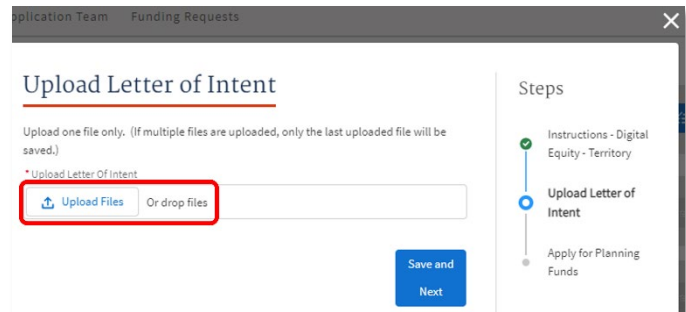 pplication Team Funding Requests
Upload Letter of Intent
Upload one file only. (If multiple files are uploaded, only the last uploaded file will be
saved.)
* Upload Letter Of Intent
Upload Files Or drop files
Save and
Next
Steps
Instructions - Digital
Equity - Territory
Upload Letter of
Intent
Apply for Planning
Funds